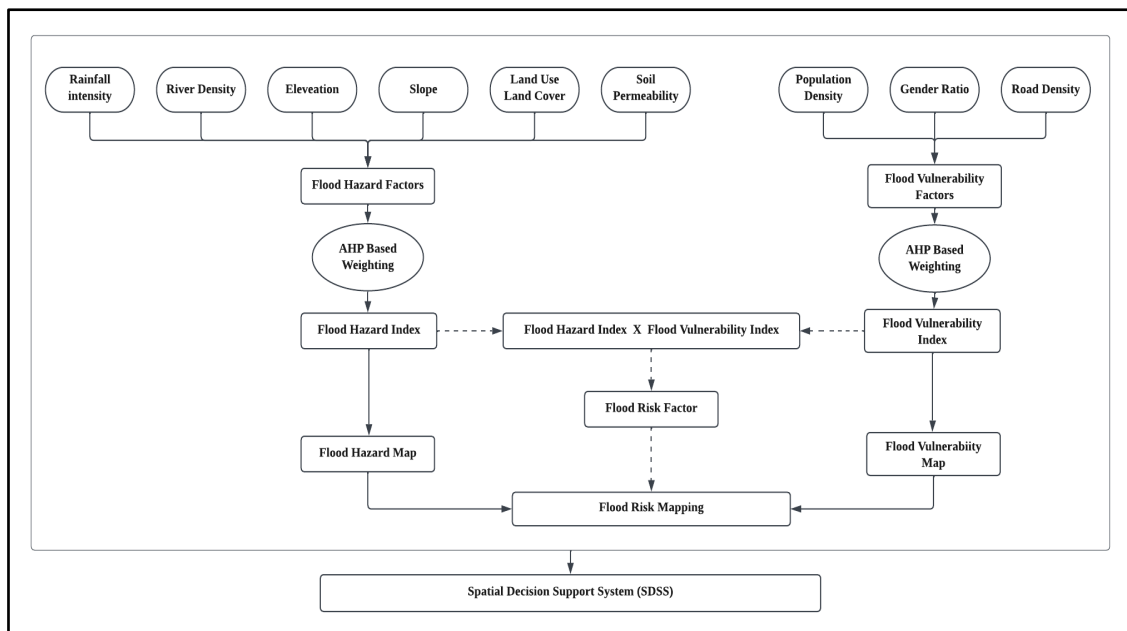 Rainfall
intensity
River Density
Eleveation
Slope
Land Use
Land Cover
Soil
Permeability
Population
Density
Gender Ratio
Road Density
Flood Hazard Factors
Flood Vulnerability
Factors
AHP Based
Weighting
AHP Based
Weighting
Flood Hazard Index
Flood Hazard Index X Flood Vulnerability Index
Flood Vulnerability
Index
Flood Risk Factor
Flood Hazard Map
Flood Vulnerabiity
Map
Flood Risk Mapping
Spatial Decision Support System (SDSS)